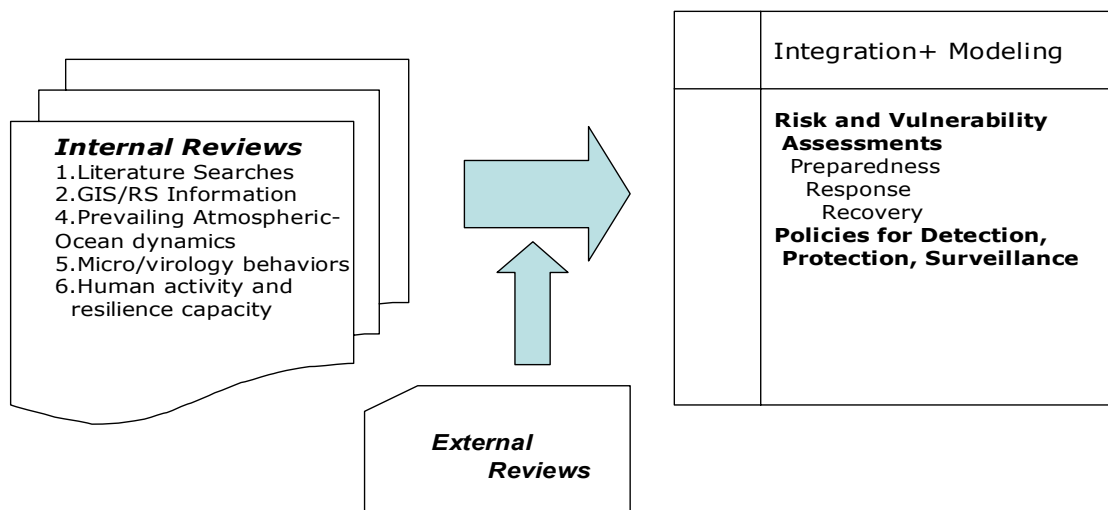 Internal Reviews
1.Literature Searches
2.GIS/RS Information
4.Prevailing Atmospheric-
Ocean dynamics
5.Micro/virology behaviors
6.Human activity and
resilience capacity
External
Reviews
Integration+ Modeling
Risk and Vulnerability
Assessments
Preparedness
Response
Recovery
Policies for Detection,
Protection, Surveillance